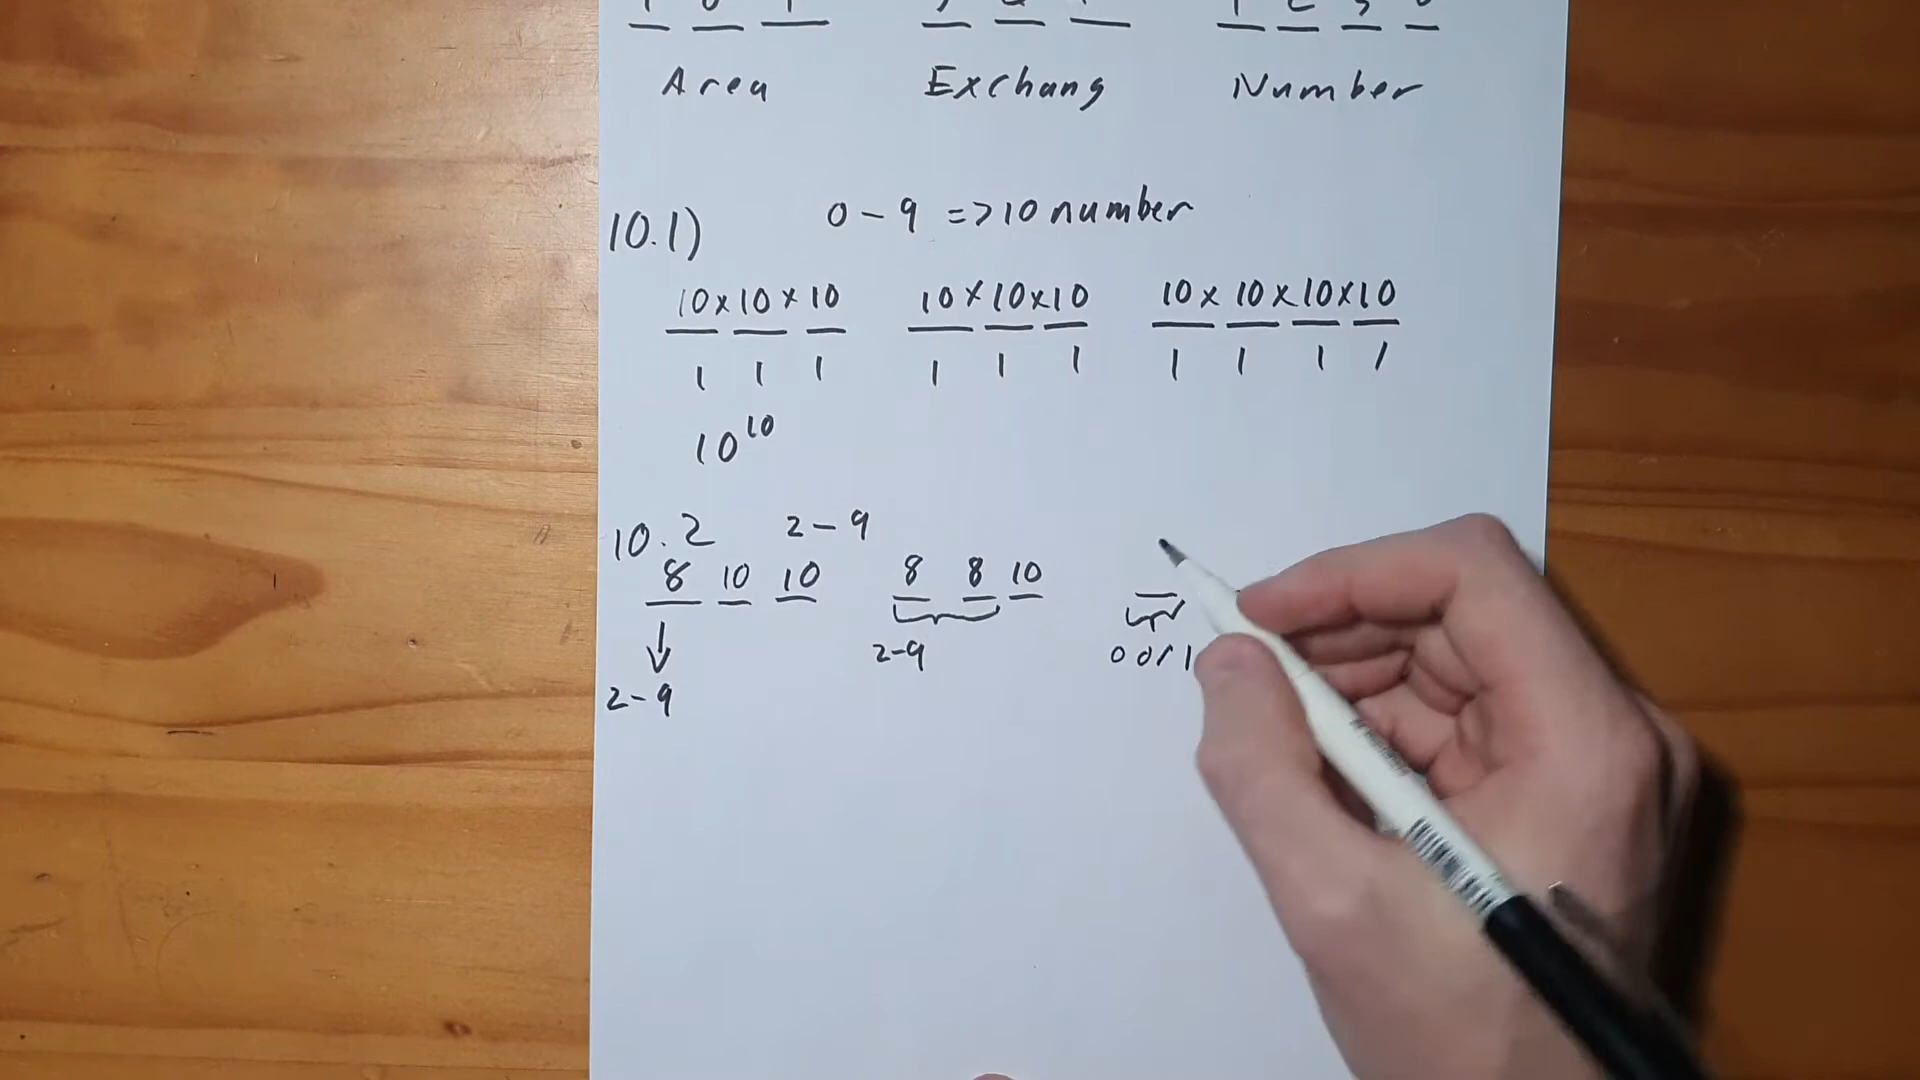 Area Exchang Number
10.1) 0 - 9 => 10 number
10 x 10 x 10 10 x 10 x 10 10 x 10 x 10 x 10
1 1 1 1 1 1 1 1 1 1
10^10
10.2 2 - 9
8 10 10 8 8 10
2-9 0 0/1
2-9